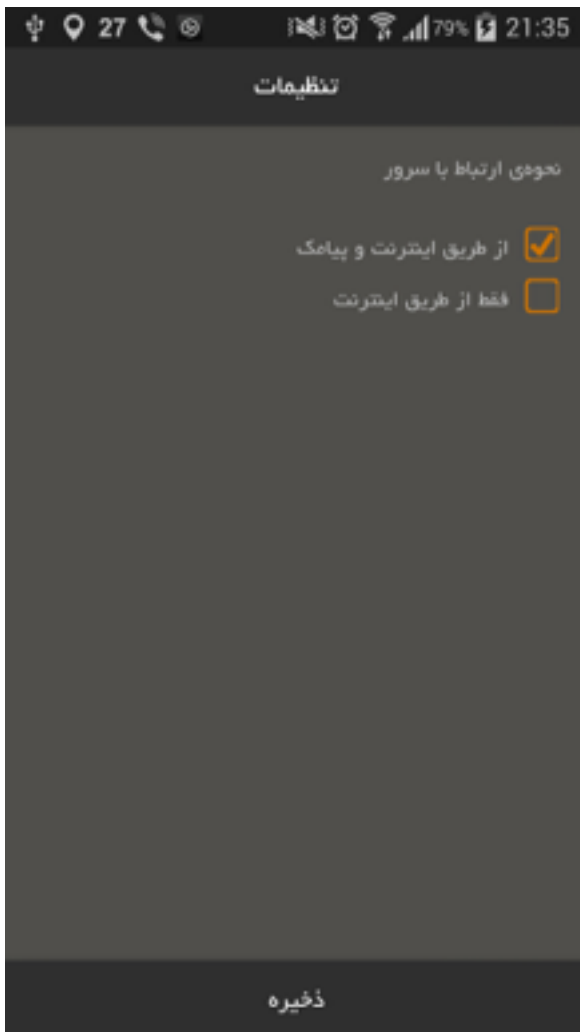 27 79% 21:35
تنظیمات
نحوه‌ی ارتباط با سرور
از طریق اینترنت و پیامک
فقط از طریق اینترنت
ذخیره